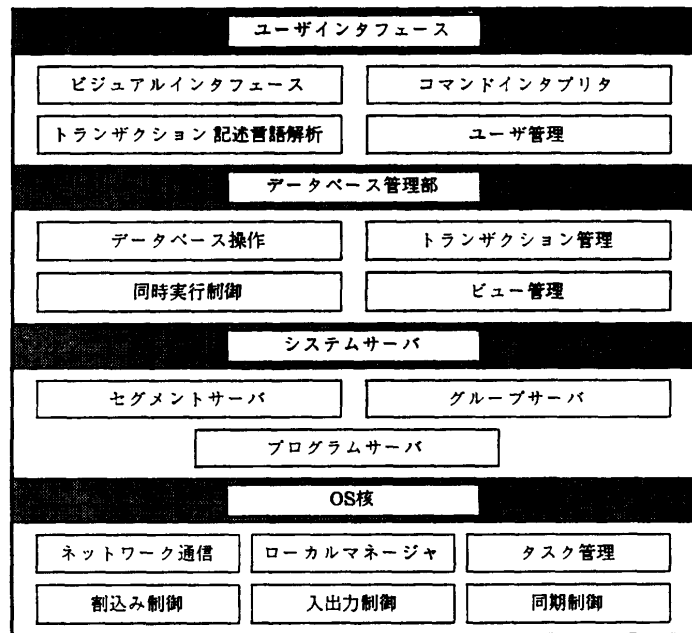 ユーザインタフェース
ビジュアルインタフェース
コマンドインタプリタ
トランザクション記述言語解析
ユーザ管理
データベース管理部
データベース操作
トランザクション管理
同時実行制御
ビュー管理
システムサーバ
セグメントサーバ
グループサーバ
プログラムサーバ
OS核
ネットワーク通信
ローカルマネージャ
タスク管理
割込み制御
入出力制御
同期制御